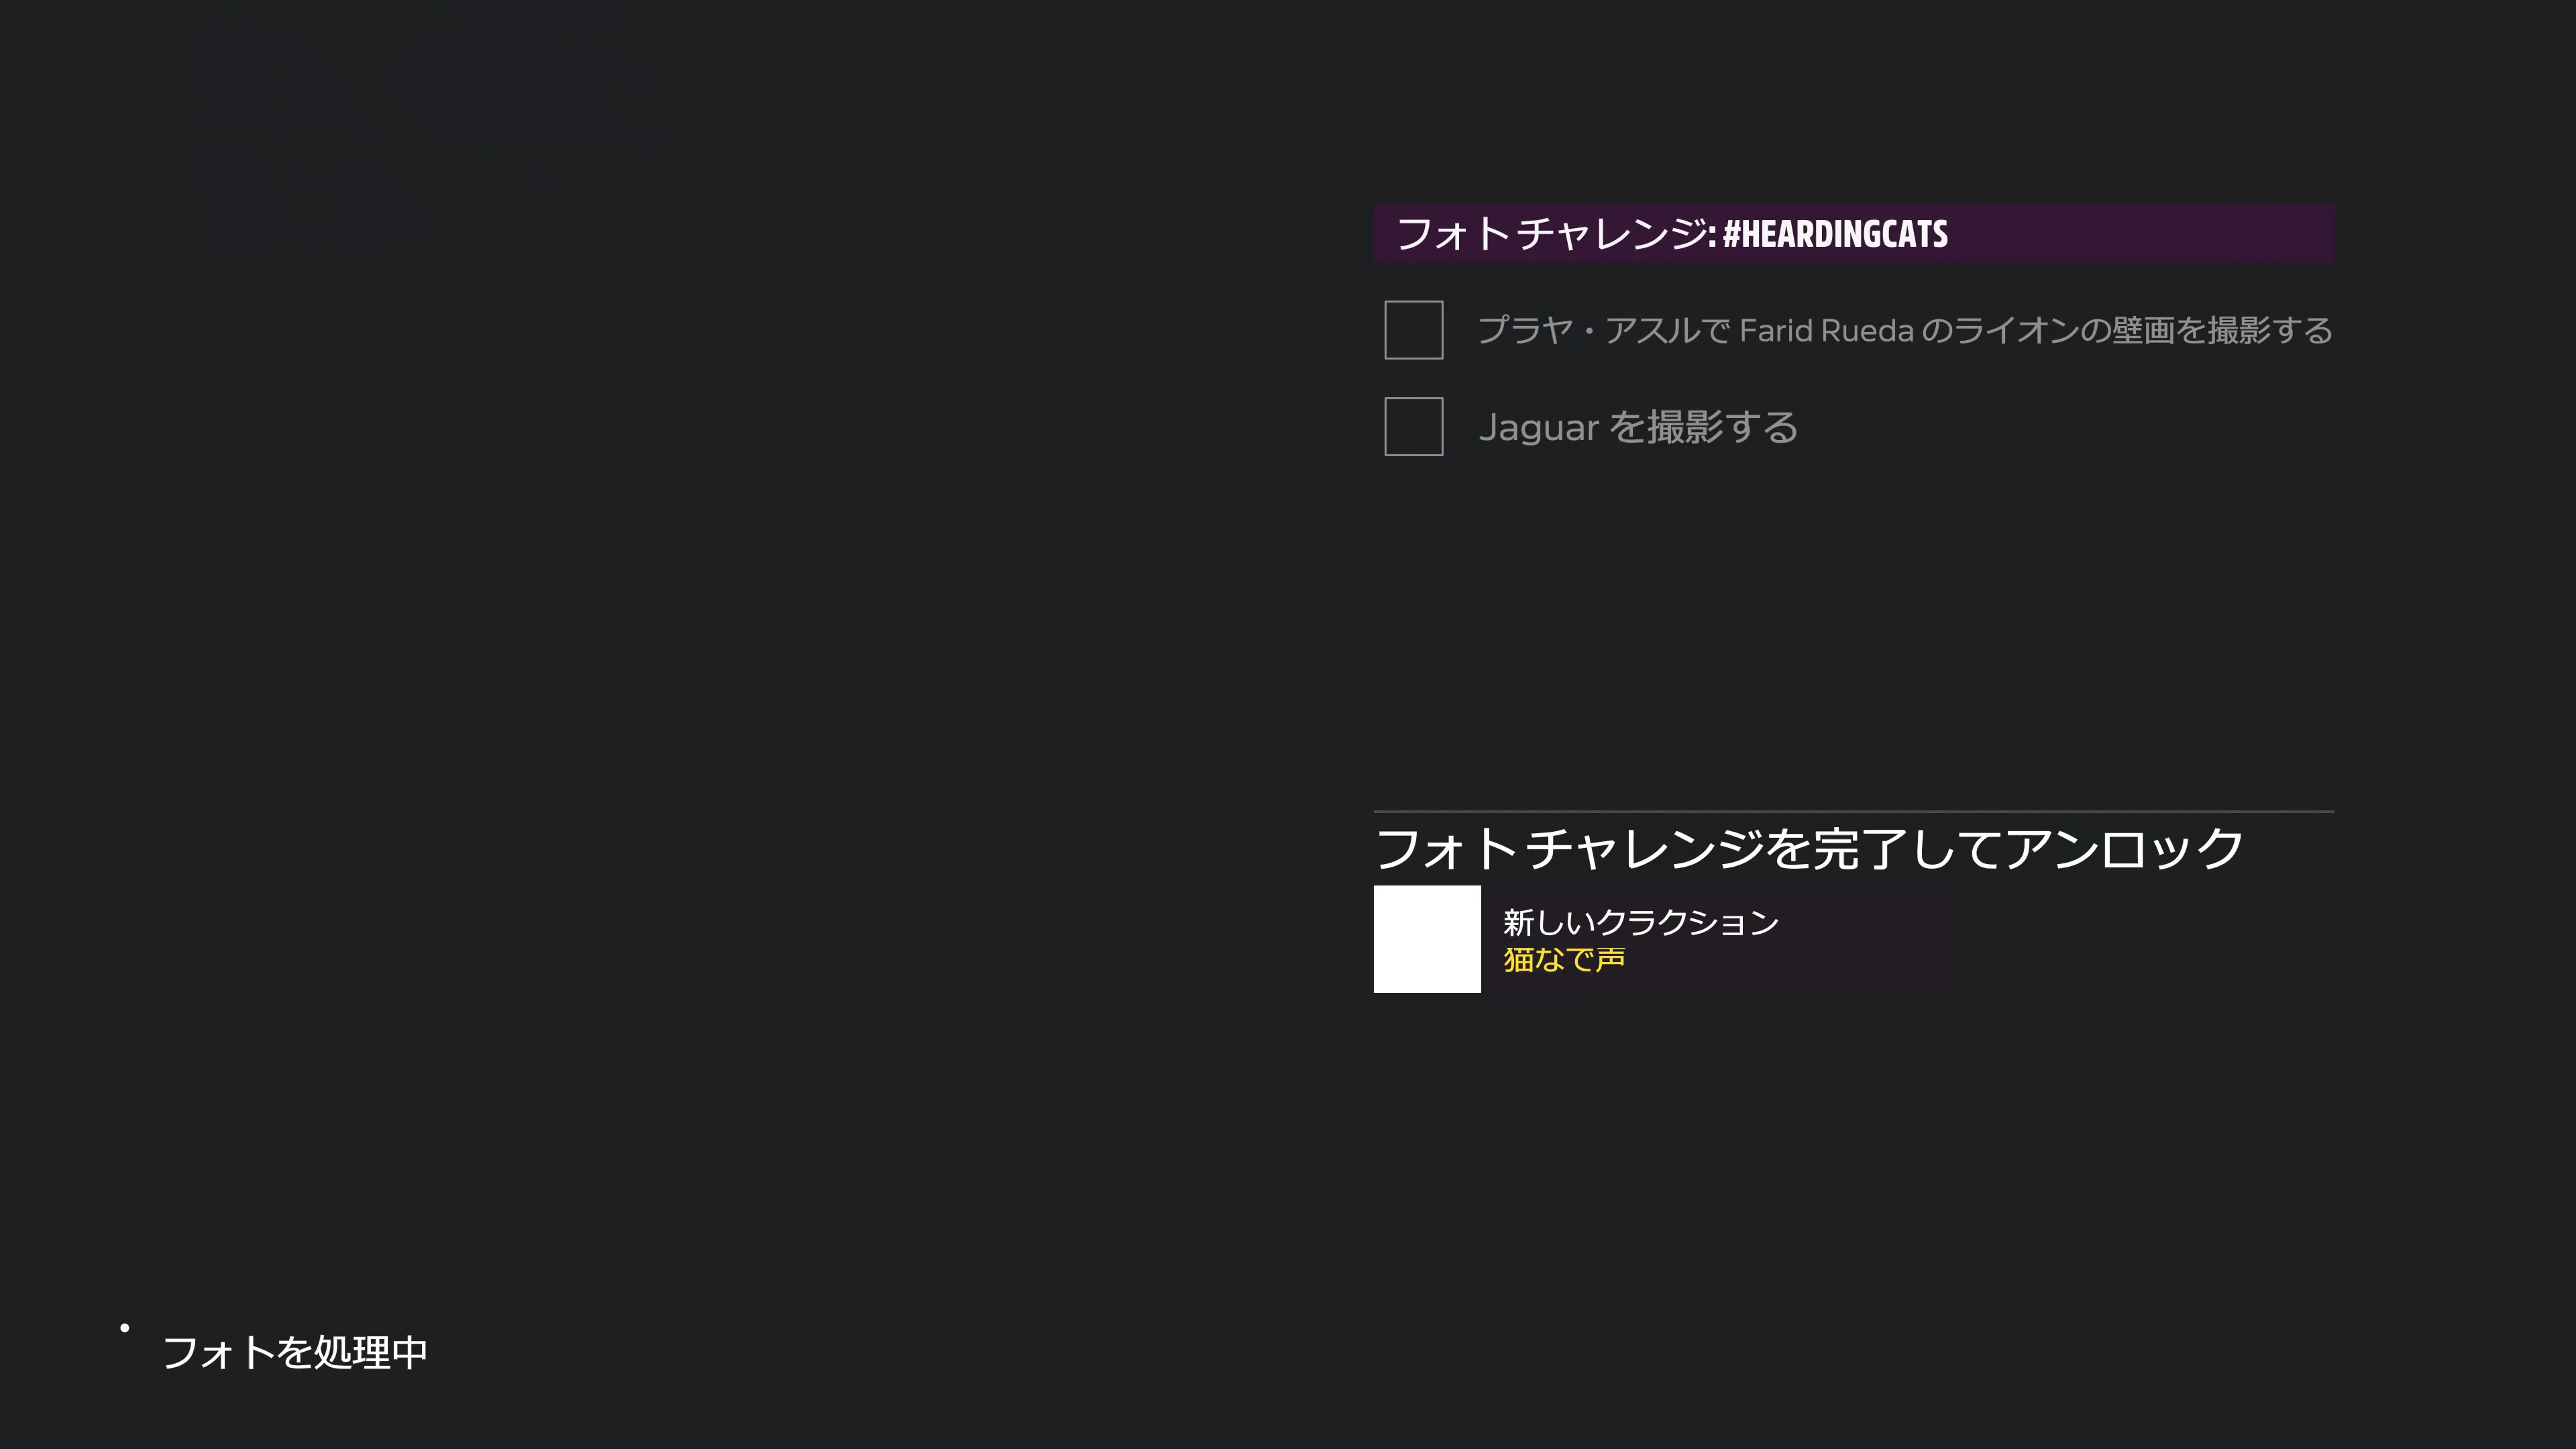 フォト チャレンジ: #HEARDINGCATS
プラヤ・アスルで Farid Rueda のライオンの壁画を撮影する
Jaguar を撮影する
フォト チャレンジを完了してアンロック
新しいクラクション
猫なで声
フォトを処理中